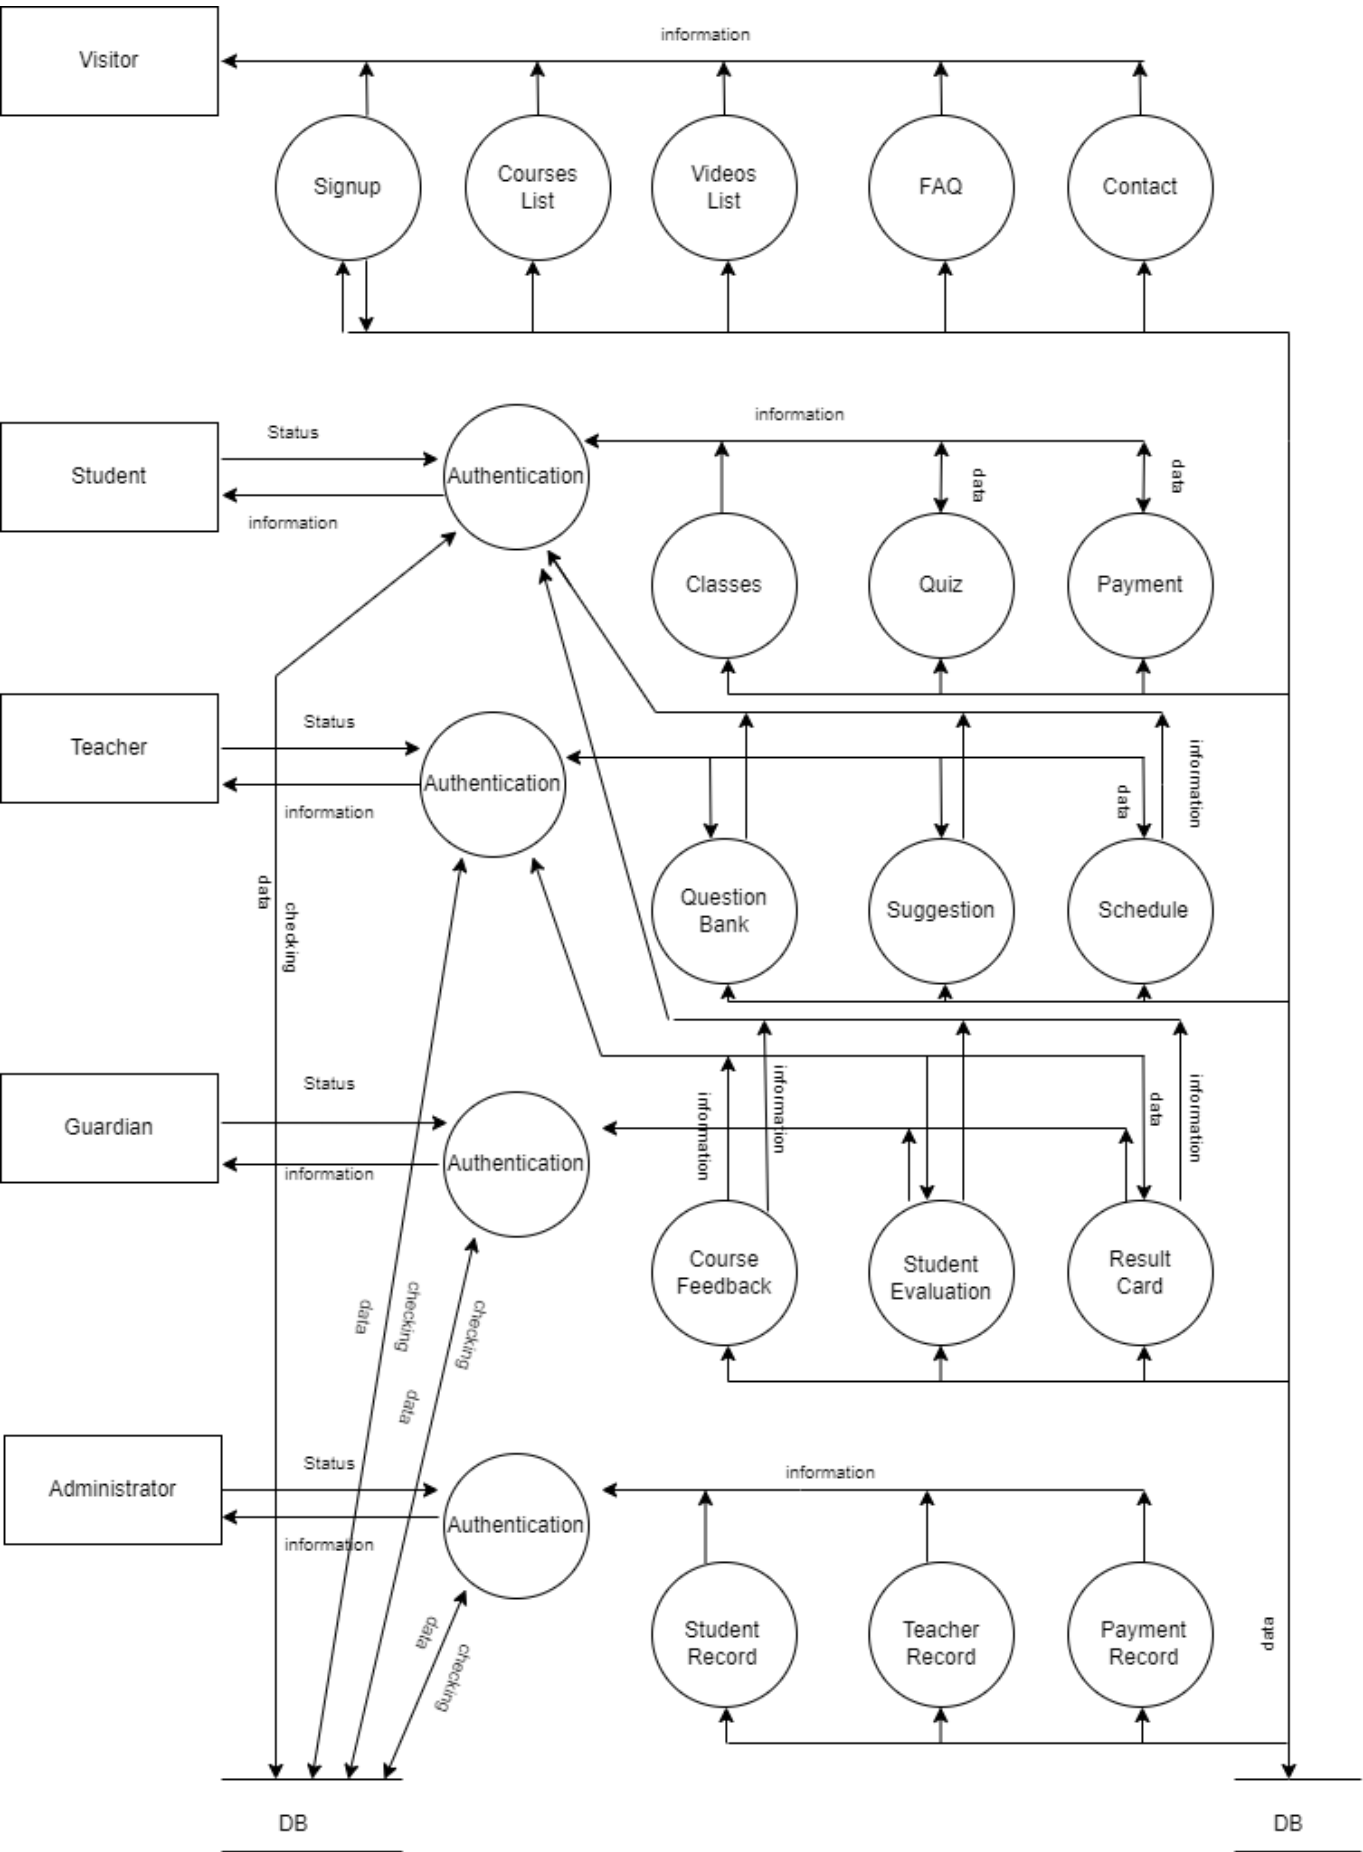 information
Visitor
Signup
Courses
List
Videos
List
FAQ
Contact
information
Status
Student
Authentication
information
data
data
Classes
Quiz
Payment
Status
Teacher
Authentication
information
data
information
Question
Bank
Suggestion
Schedule
data
checking
Status
Guardian
Authentication
information
information
information
data
information
Course
Feedback
Student
Evaluation
Result
Card
data
checking
checking
data
Status
information
Administrator
Authentication
information
data
checking
Student
Record
Teacher
Record
Payment
Record
data
DB
DB